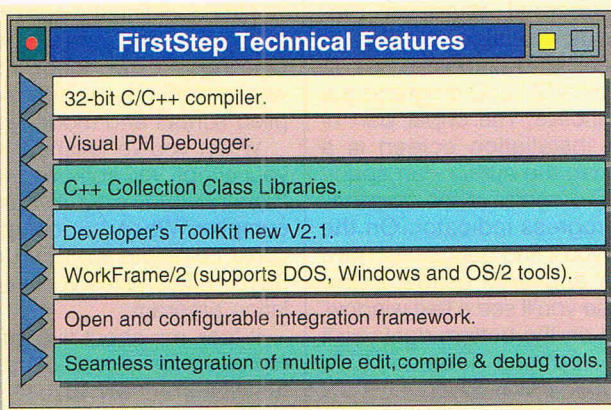 FirstStep Technical Features
32-bit C/C++ compiler.
Visual PM Debugger.
C++ Collection Class Libraries.
Developer's ToolKit new V2.1.
WorkFrame/2 (supports DOS, Windows and OS/2 tools).
Open and configurable integration framework.
Seamless integration of multiple edit,compile & debug tools.